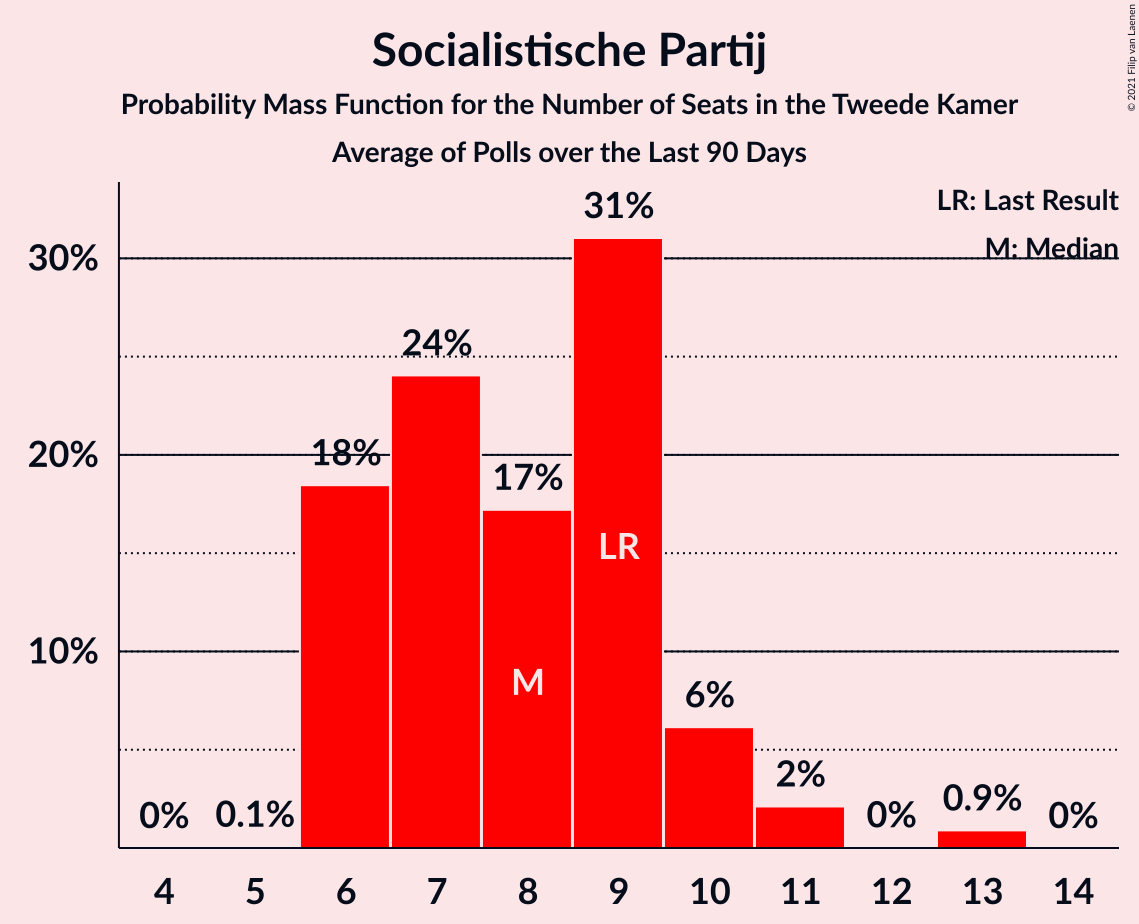 Socialistische Partij
Probability Mass Function for the Number of Seats in the Tweede Kamer
Average of Polls over the Last 90 Days
© 2021 Filip van Laenen
LR: Last Result
M: Median
30%
20%
10%
0%
0.1%
18%
24%
17%
31%
6%
2%
0%
0.9%
0%
LR
M
4 5 6 7 8 9 10 11 12 13 14